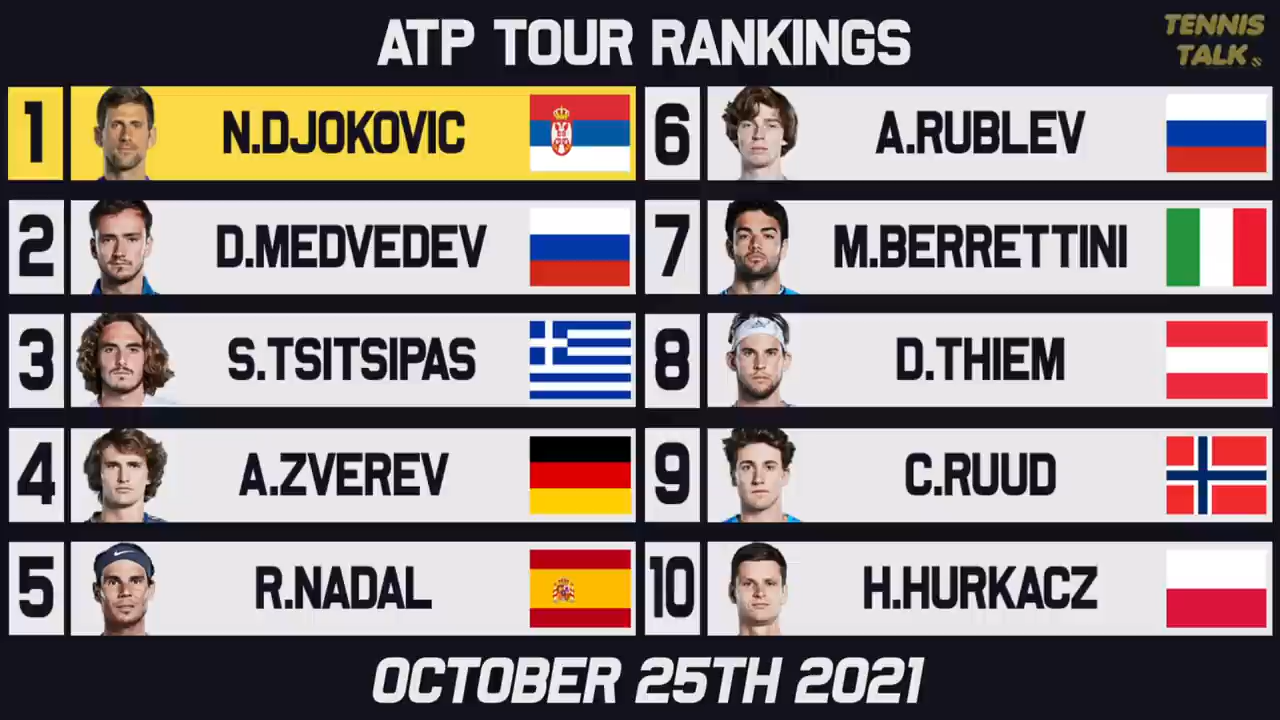 ATP TOUR RANKINGS
TENNIS
TALK.
1 N.DJOKOVIC
2 D.MEDVEDEV
3 S.TSITSIPAS
4 A.ZVEREV
5 R.NADAL
6 A.RUBLEV
7 M.BERRETTINI
8 D.THIEM
9 C.RUUD
10 H.HURKACZ
OCTOBER 25TH 2021